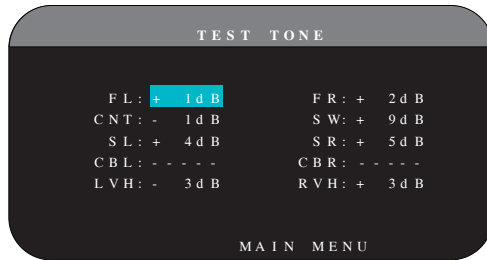 TEST TONE
FL: + 1dB FR: + 2dB
CNT: - 1dB SW: + 9dB
SL: + 4dB SR: + 5dB
CBL: - - - - - CBR: - - - - -
LVH: - 3dB RVH: + 3dB
MAIN MENU